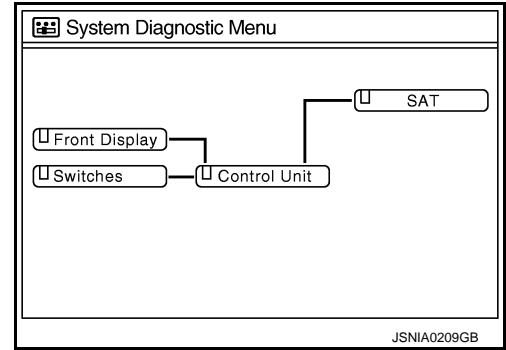 System Diagnostic Menu
SAT
Front Display
Switches
Control Unit
JSNIA0209GB